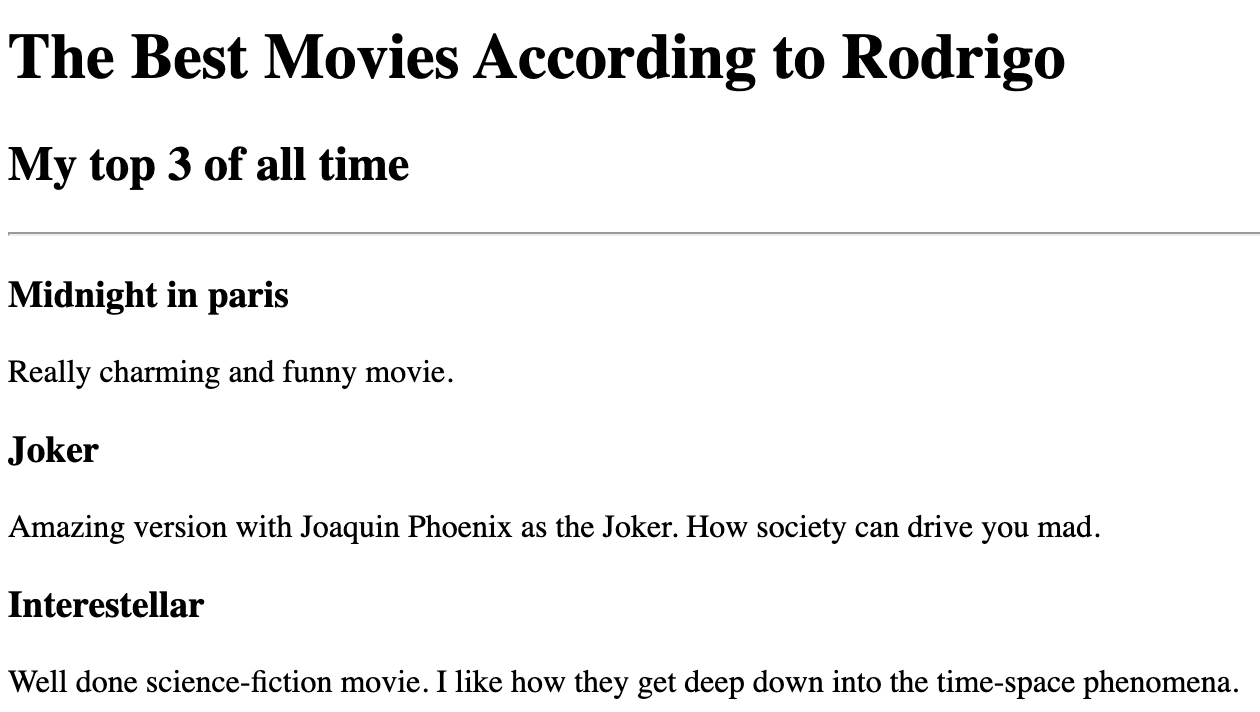 The Best Movies According to Rodrigo
My top 3 of all time
Midnight in paris
Really charming and funny movie.
Joker
Amazing version with Joaquin Phoenix as the Joker. How society can drive you mad.
Interestellar
Well done science-fiction movie. I like how they get deep down into the time-space phenomena.